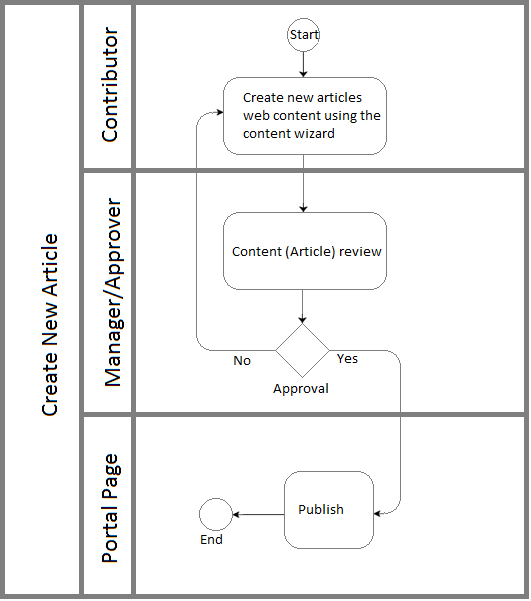 Create New Article
Contributor
Start
Create new articles
web content using the
content wizard
Manager/Approver
Content (Article) review
No
Yes
Approval
Portal Page
Publish
End